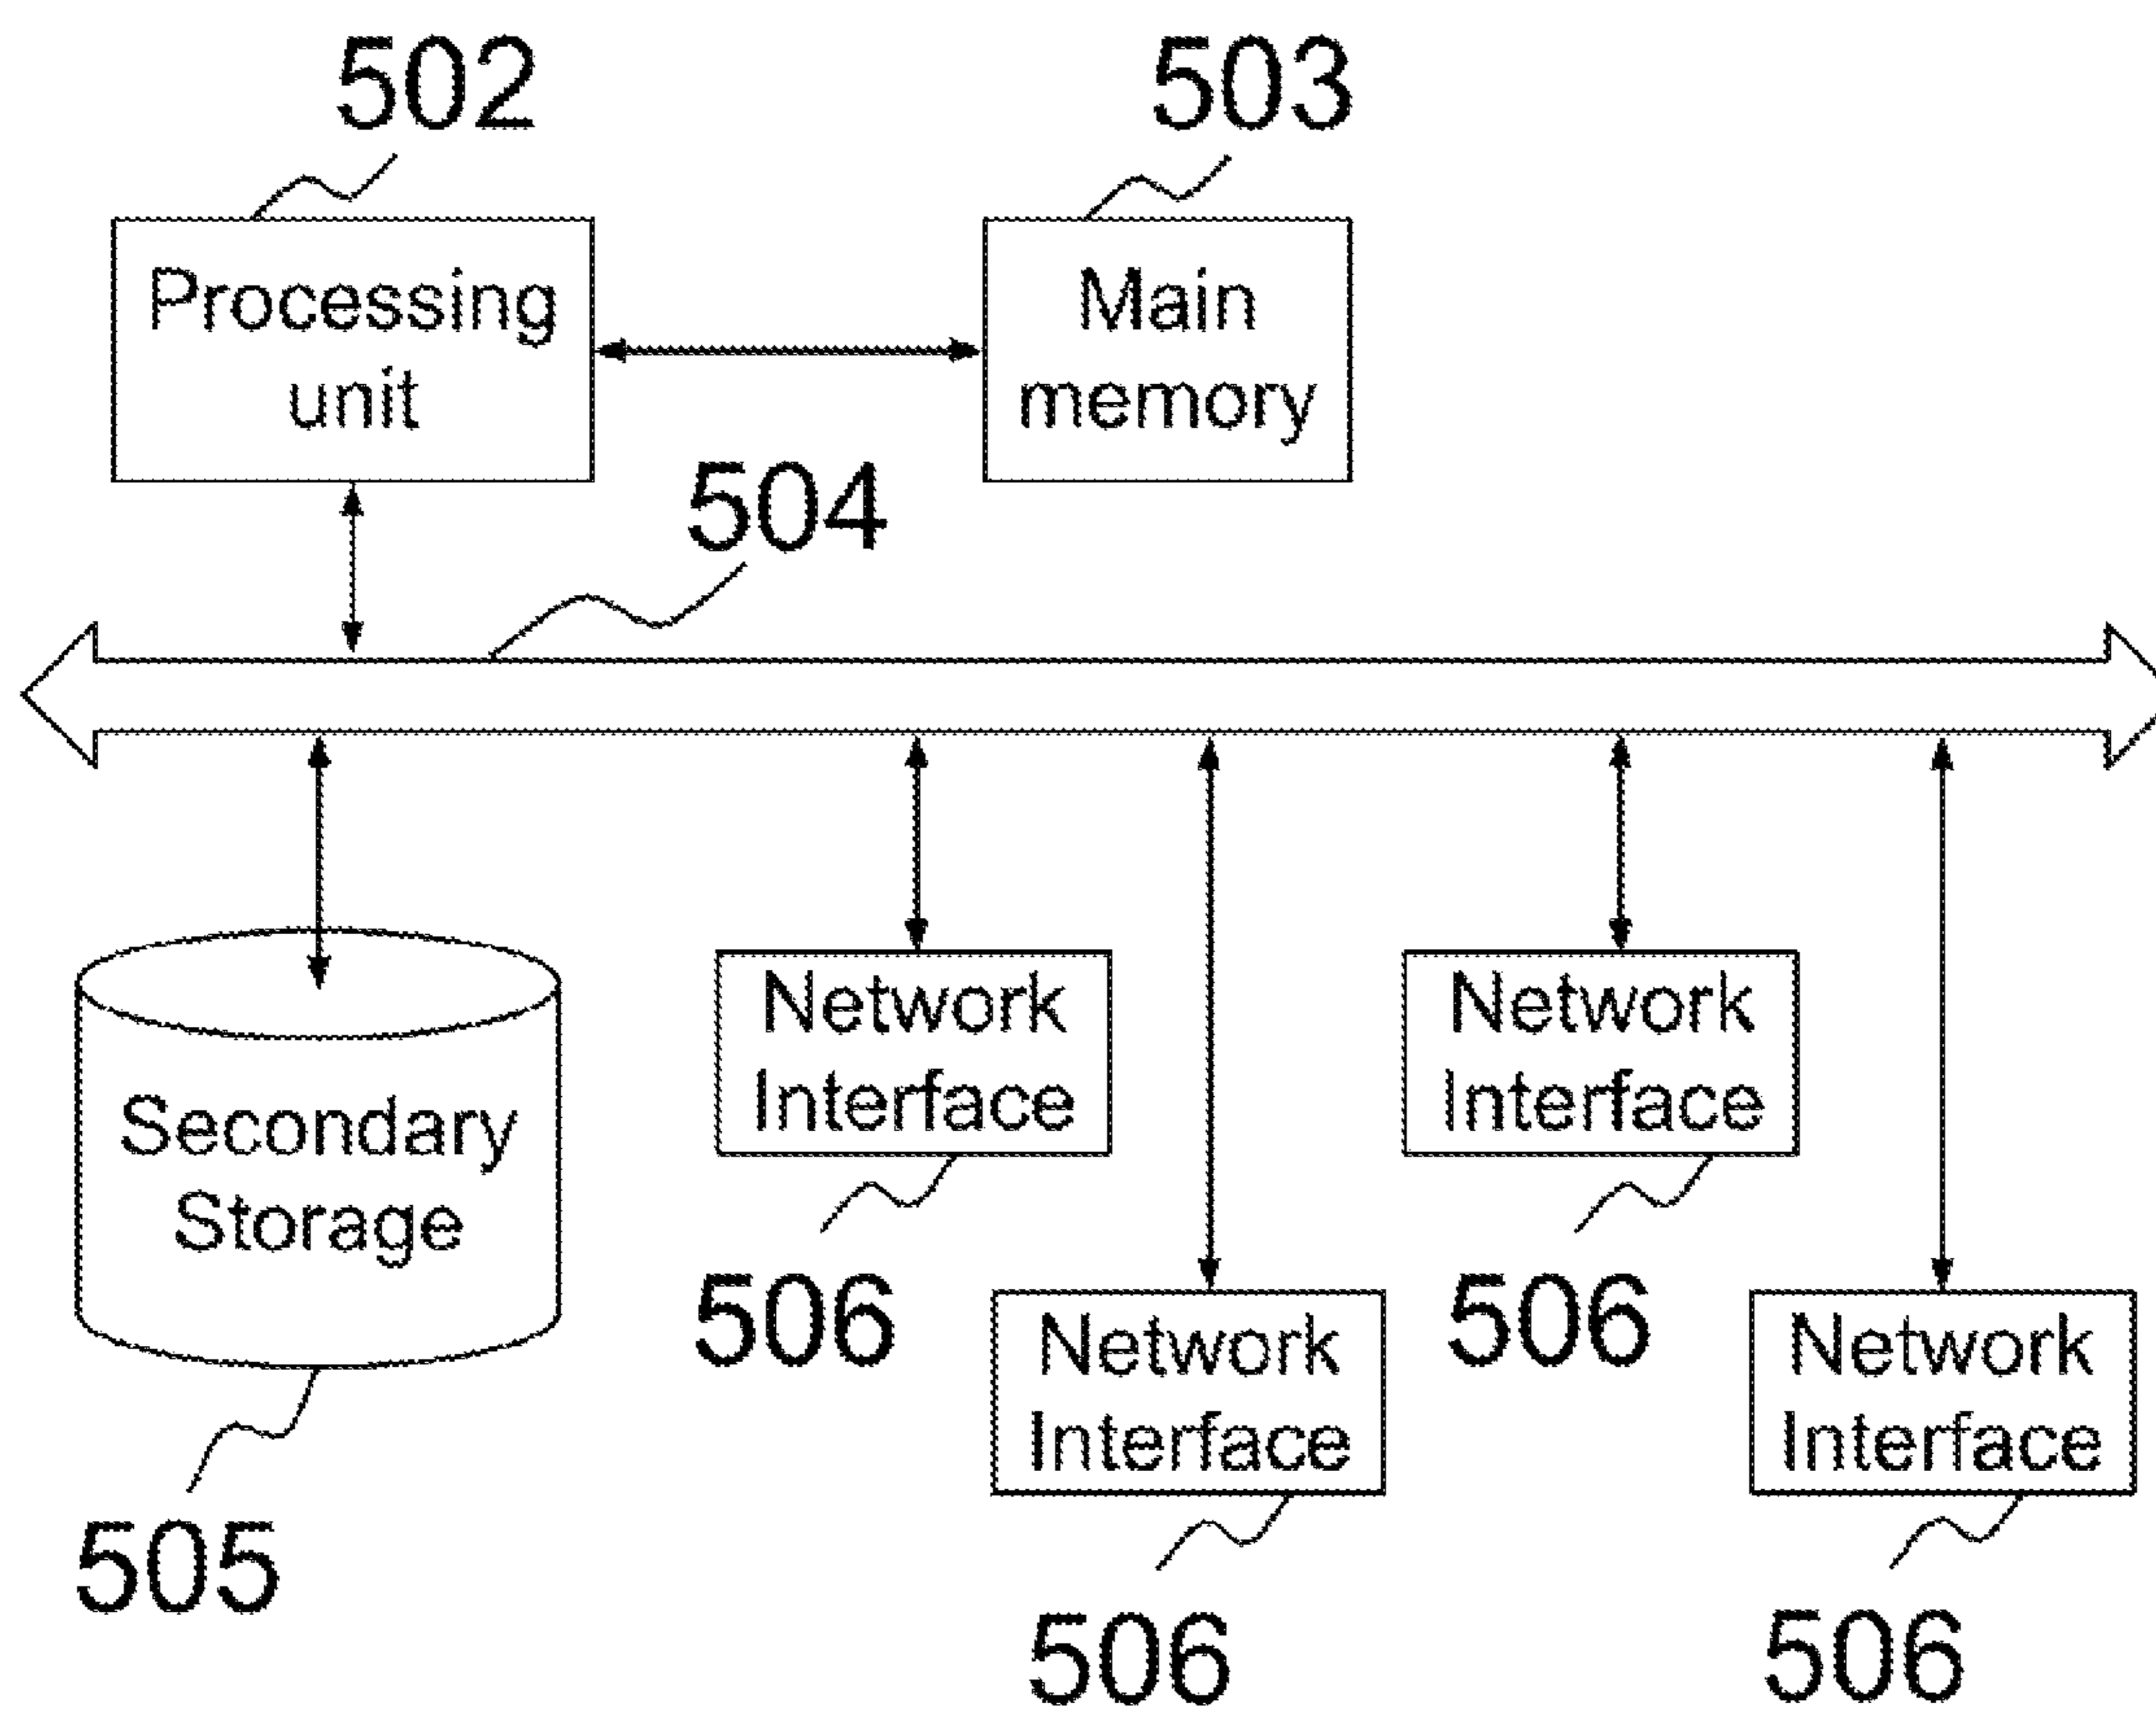 502
503
Processing
unit
Main
memory
504
Network
Interface
Network
Interface
Secondary
Storage
506
506
Network
Interface
Network
Interface
505
506
506